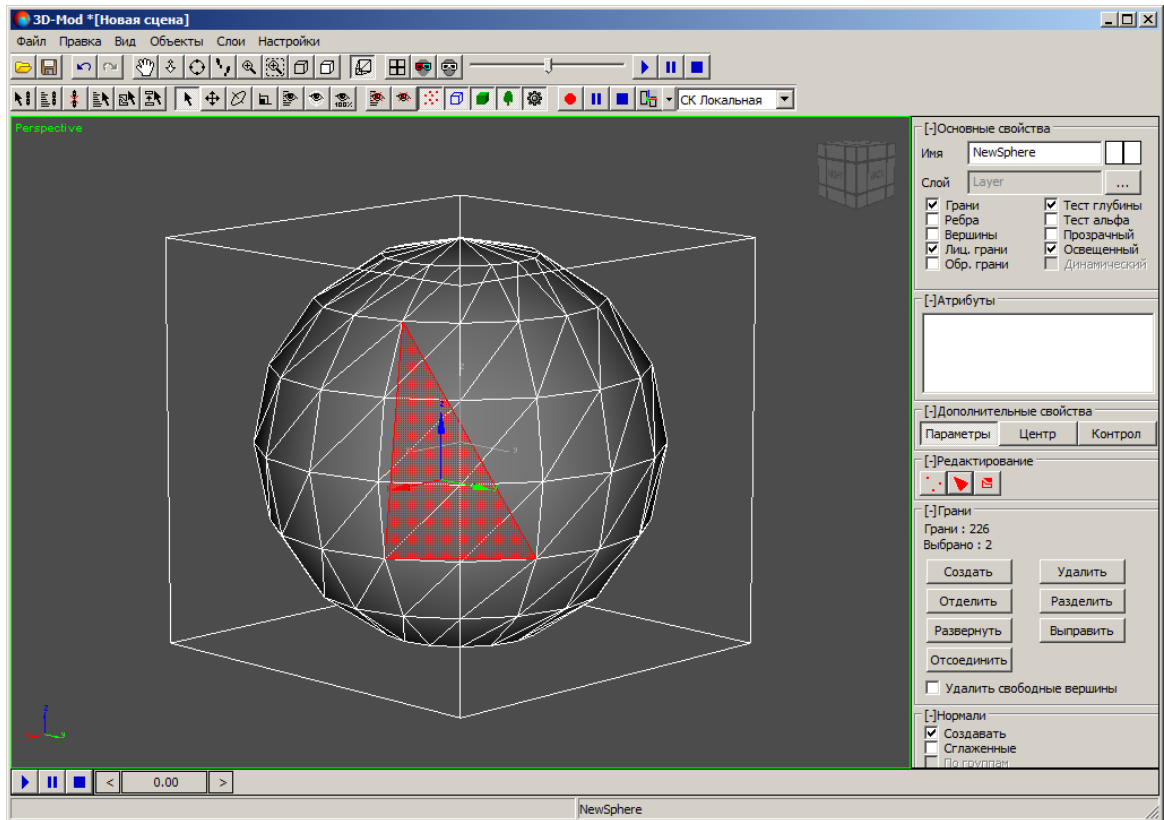 3D-Mod *[Новая сцена]
Файл Правка Вид Объекты Слои Настройки
100%
СК Локальная
Perspective
[-]Основные свойства
Имя NewSphere
Слой Layer ...
Грани Тест глубины
Ребра Тест альфа
Вершины Прозрачный
Лиц. грани Освещенный
Обр. грани Динамический
[-]Атрибуты
[-]Дополнительные свойства
Параметры Центр Контрол
[-]Редактирование
[-]Грани
Грани : 226
Выбрано : 2
Создать Удалить
Отделить Разделить
Развернуть Выправить
Отсоединить
Удалить свободные вершины
[-]Нормали
Создавать
Сглаженные
По группам
z
z
y
z
y
< 0.00 >
NewSphere